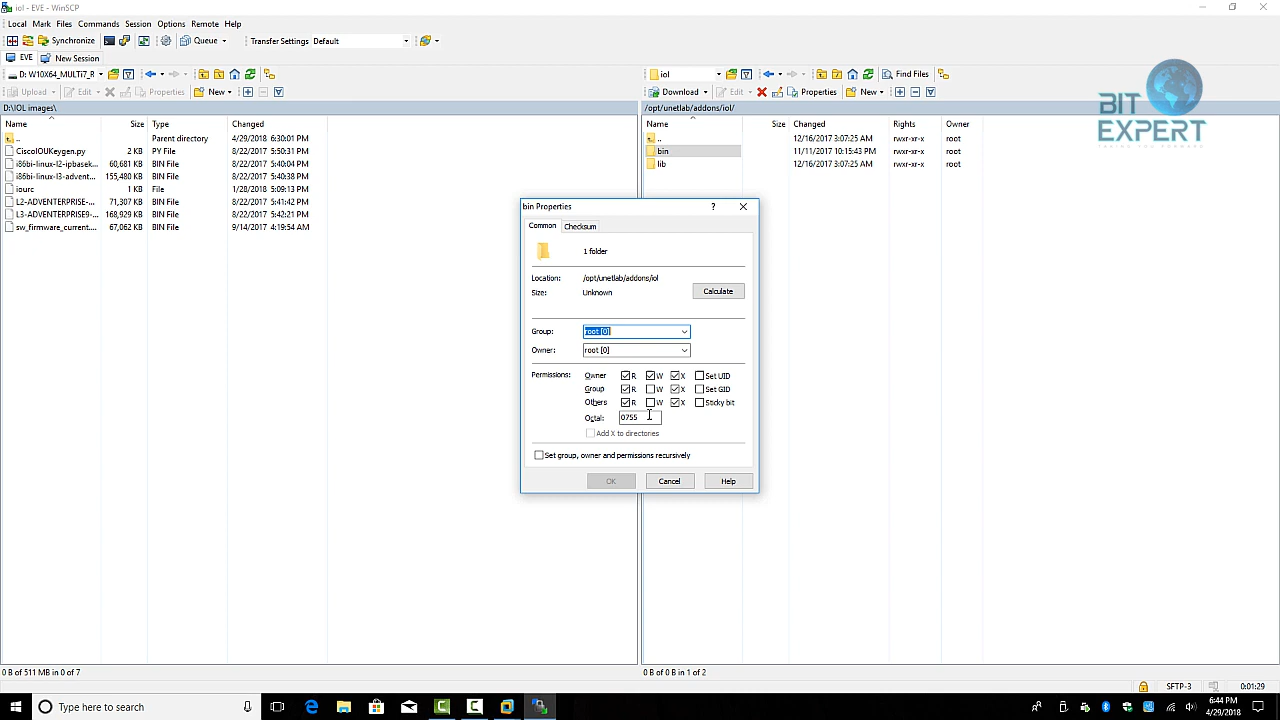 iol - EVE - WinSCP
Local Mark Files Commands Session Options Remote Help
Synchronize Queue Transfer Settings Default
EVE New Session
D: W10X64_MULTi7_R
iol Find Files
Upload Edit Properties New
Download Edit Properties New
D:\IOL images\
/opt/unetlab/addons/iol/
Name Size Type Changed
.. Parent directory 4/29/2018 6:30:01 PM
CiscoIOUKeygen.py 2 KB PY File 8/22/2017 5:50:31 PM
i86bi-linux-l2-ipbasek... 60,681 KB BIN File 8/22/2017 5:40:04 PM
i86bi-linux-l3-advent... 155,480 KB BIN File 8/22/2017 5:40:38 PM
iourc 1 KB File 1/28/2018 5:09:13 PM
L2-ADVENTERPRISE-... 71,307 KB BIN File 8/22/2017 5:41:42 PM
L3-ADVENTERPRISE9-... 168,929 KB BIN File 8/22/2017 5:42:21 PM
sw_firmware_current.... 67,062 KB BIN File 9/14/2017 4:19:54 AM
Name Size Changed Rights Owner
.. 12/16/2017 3:07:25 AM rwxr-xr-x root
bin 11/11/2017 10:15:43 PM rwxr-xr-x root
lib 12/16/2017 3:07:25 AM rwxr-xr-x root
BIT
EXPERT
bin Properties ?
Common Checksum
1 folder
Location: /opt/unetlab/addons/iol
Size: Unknown Calculate
Group: root [0]
Owner: root [0]
Permissions: Owner R W X Set UID
Group R W X Set GID
Others R W X Sticky bit
Octal: 0755
Add X to directories
Set group, owner and permissions recursively
OK Cancel Help
0 B of 511 MB in 0 of 7
0 B of 0 B in 1 of 2
SFTP-3 0:01:29
Type here to search
6:44 PM
4/29/2018